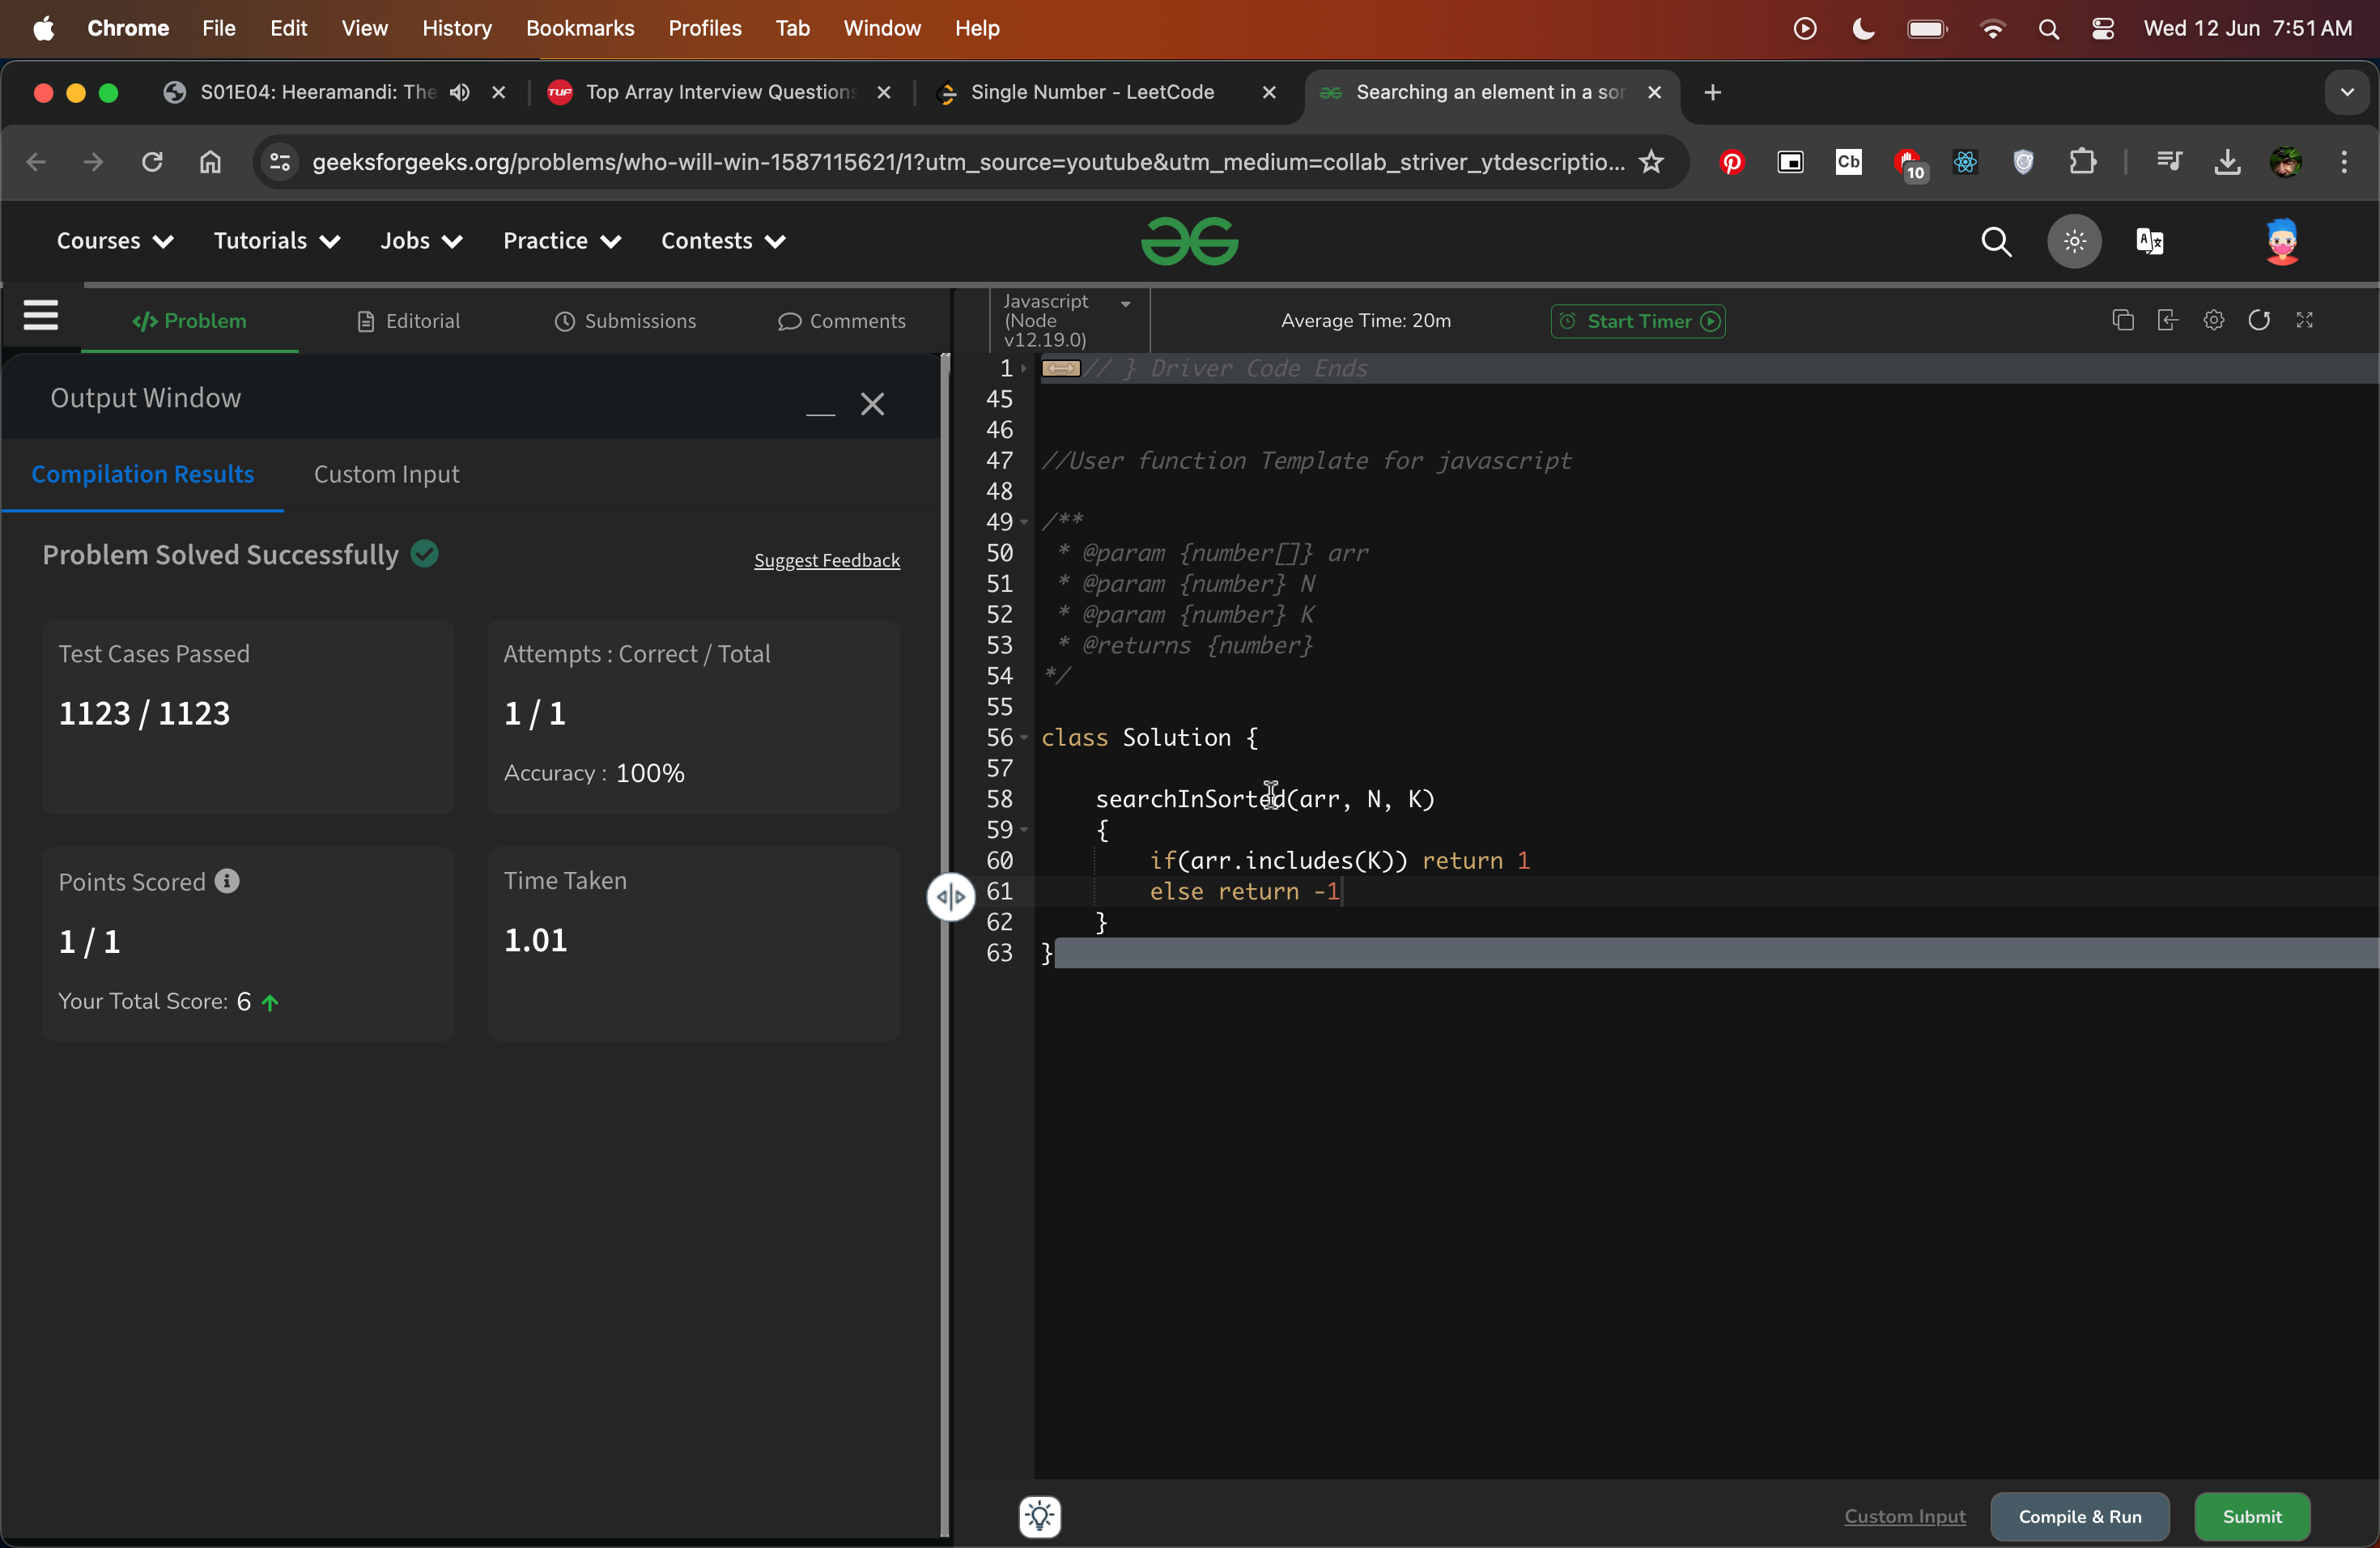 Chrome File Edit View History Bookmarks Profiles Tab Window Help Wed 12 Jun 7:51 AM
S01E04: Heeramandi: The Top Array Interview Questions Single Number - LeetCode Searching an element in a sor
geeksforgeeks.org/problems/who-will-win-1587115621/1?utm_source=youtube&utm_medium=collab_striver_ytdescriptio... Cb 10
Courses Tutorials Jobs Practice Contests
</> Problem Editorial Submissions Comments
Javascript
(Node
v12.19.0)
Average Time: 20m Start Timer
Output Window
Compilation Results Custom Input
Problem Solved Successfully
Suggest Feedback
Test Cases Passed
1123 / 1123
Attempts : Correct / Total
1 / 1
Accuracy : 100%
Points Scored
1 / 1
Your Total Score: 6
Time Taken
1.01
1 // } Driver Code Ends
45
46
47 //User function Template for javascript
48
49 /**
50 * @param {number[]} arr
51 * @param {number} N
52 * @param {number} K
53 * @returns {number}
54 */
55
56 class Solution {
57
58 searchInSorted(arr, N, K)
59 {
60 if(arr.includes(K)) return 1
61 else return -1
62 }
63 }
Custom Input Compile & Run Submit